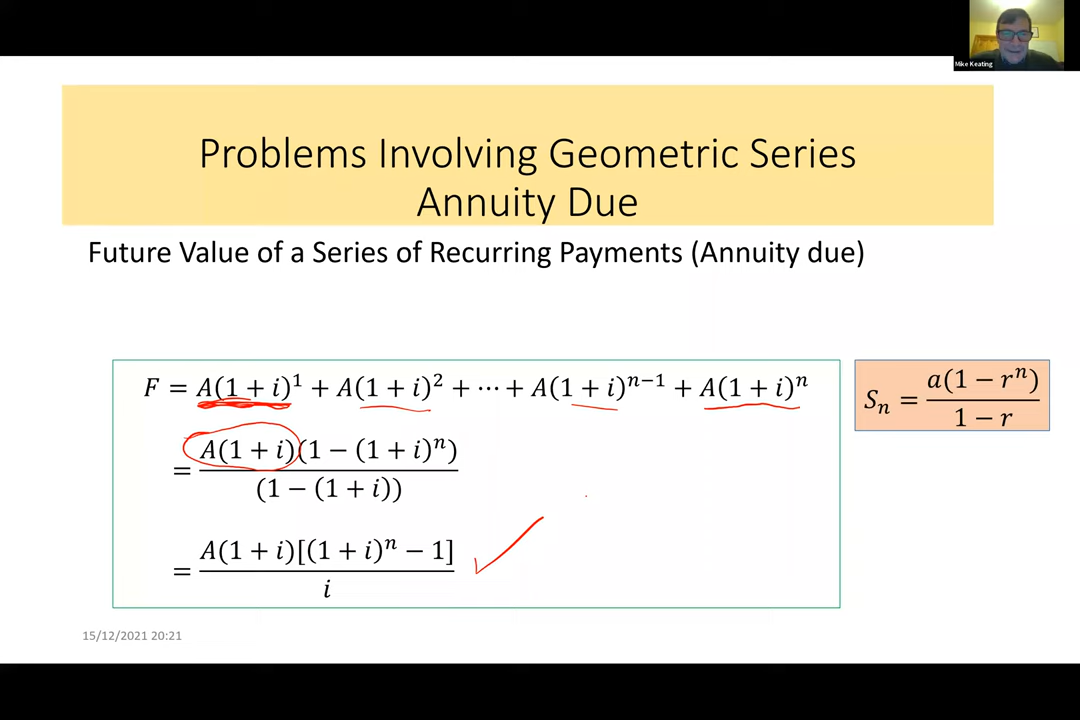 Mike Keating
Problems Involving Geometric Series
Annuity Due
Future Value of a Series of Recurring Payments (Annuity due)
F = A(1 + i)¹ + A(1 + i)² + ⋯ + A(1 + i)ⁿ⁻¹ + A(1 + i)ⁿ
= A(1 + i)(1 − (1 + i)ⁿ) / (1 − (1 + i))
= A(1 + i)[(1 + i)ⁿ − 1] / i
Sₙ = a(1 − rⁿ) / 1 − r
15/12/2021 20:21